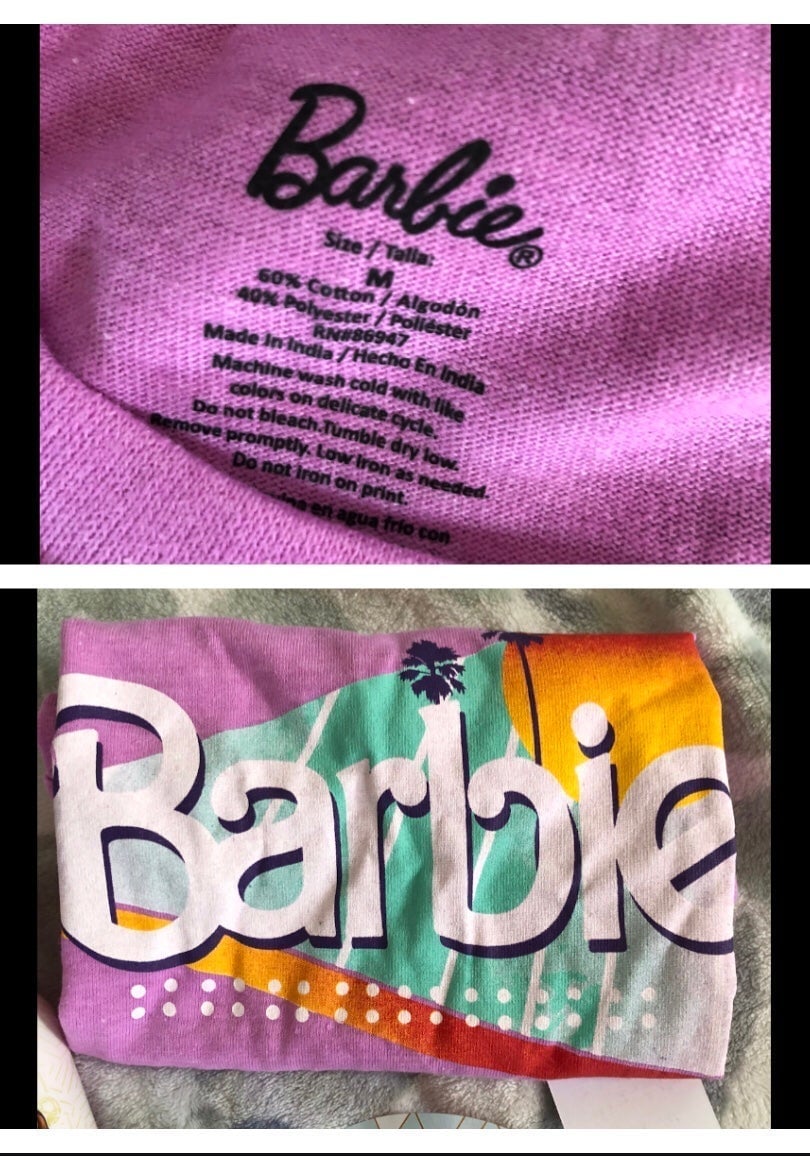 Barbie®
Size / Talla:
M
60% Cotton / Algodón
40% Polyester / Poliéster
RN#86947
Made In India / Hecho En India
Machine wash cold with like
colors on delicate cycle.
Do not bleach.Tumble dry low.
Remove promptly. Low iron as needed.
Do not iron on print.
en agua frio con
Barbie